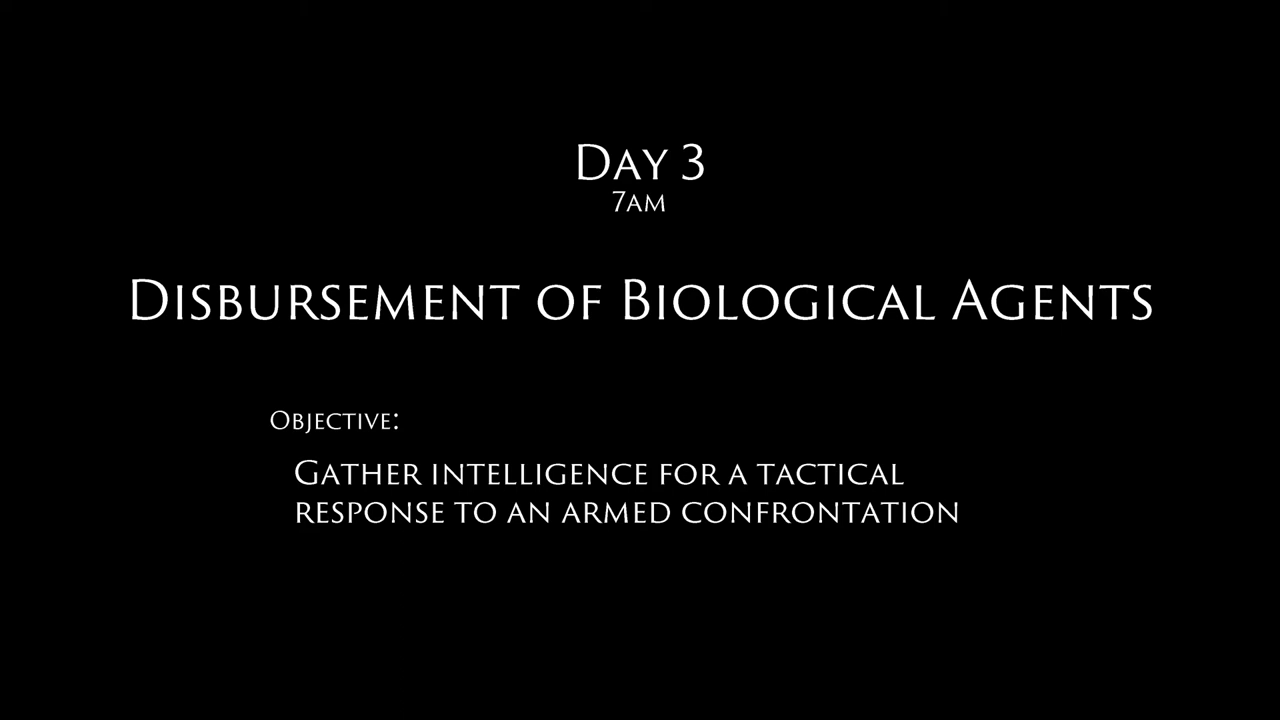 Day 3
7am
Disbursement of Biological Agents
Objective:
Gather intelligence for a tactical
response to an armed confrontation